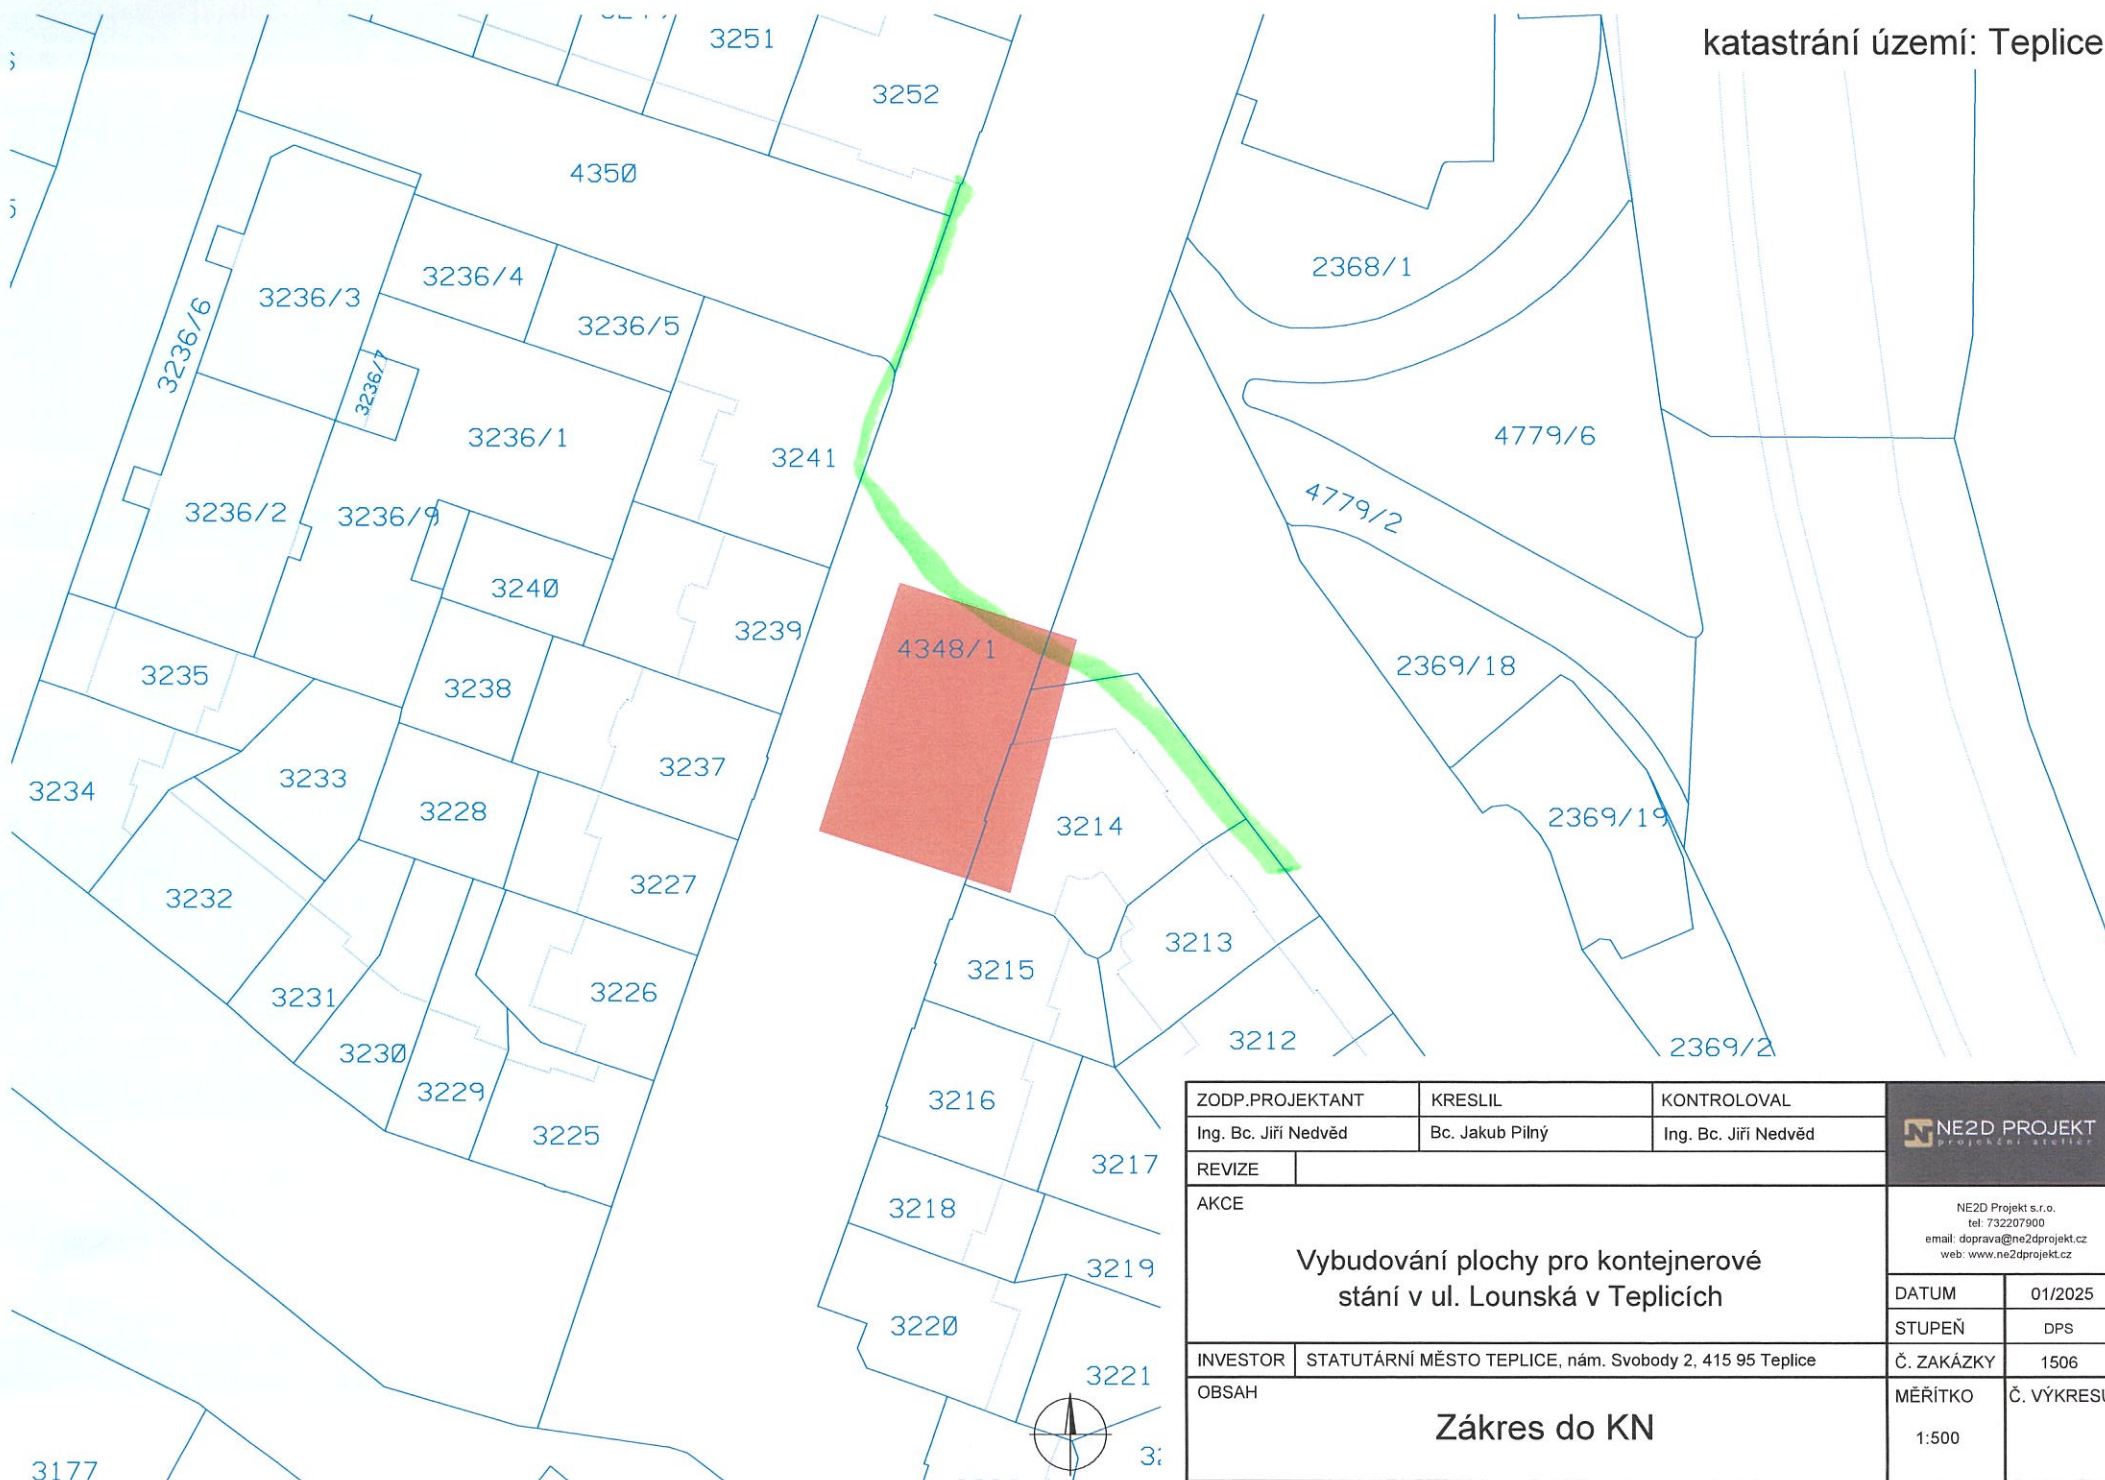 katastrání území: Teplice
3251
3252
4350
2368/1
3236/4
3236/3
3236/5
3236/6
3236/7
3236/1
3241
4779/6
4779/2
3236/2
3236/9
3240
3239
4348/1
2369/18
3235
3238
3237
3234
3233
3228
3214
2369/19
3227
3232
3213
3215
3226
3231
3212
2369/2
3230
3229
3216
3225
3217
3218
3219
3220
3221
3177
ZODP.PROJEKTANT KRESLIL KONTROLOVAL
Ing. Bc. Jiří Nedvěd Bc. Jakub Pilný Ing. Bc. Jiří Nedvěd
NE2D PROJEKT
projekční ateliér
REVIZE
AKCE
Vybudování plochy pro kontejnerové
stání v ul. Lounská v Teplicích
NE2D Projekt s.r.o.
tel: 732207900
email: doprava@ne2dprojekt.cz
web: www.ne2dprojekt.cz
DATUM 01/2025
STUPEŇ DPS
INVESTOR STATUTÁRNÍ MĚSTO TEPLICE, nám. Svobody 2, 415 95 Teplice
Č. ZAKÁZKY 1506
OBSAH
Zákres do KN
MĚŘÍTKO Č. VÝKRESU
1:500